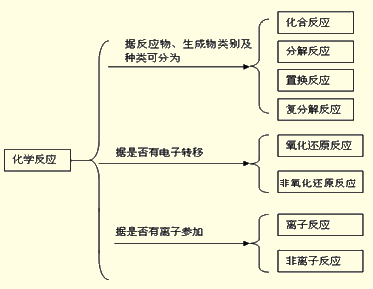 化学反应
据反应物、生成物类别及
种类可分为
化合反应
分解反应
置换反应
复分解反应
据是否有电子转移
氧化还原反应
非氧化还原反应
据是否有离子参加
离子反应
非离子反应